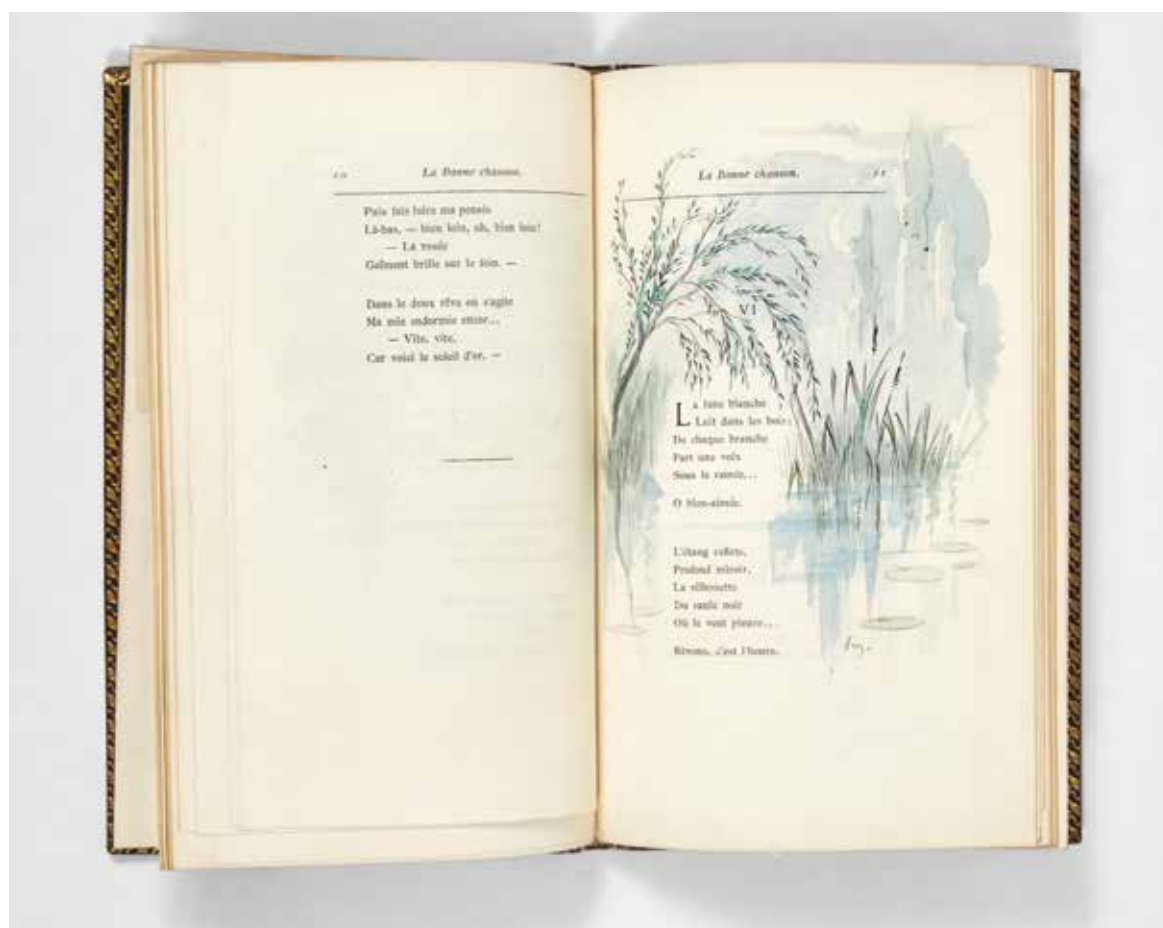 10 La Bonne chanson.
Puis fais luire ma pensée
Là-bas, — bien loin, oh, bien loin!
— La rosée
Gaîment brille sur le foin. —
Dans le doux rêve où s'agite
Ma mie endormie encor...
— Vite, vite,
Car voici le soleil d'or. —
La Bonne chanson. 11
VI
La lune blanche
Luit dans les bois;
De chaque branche
Part une voix
Sous la ramée...
O bien-aimée.
L'étang reflète,
Profond miroir,
La silhouette
Du saule noir
Où le vent pleure...
Rêvons, c'est l'heure.